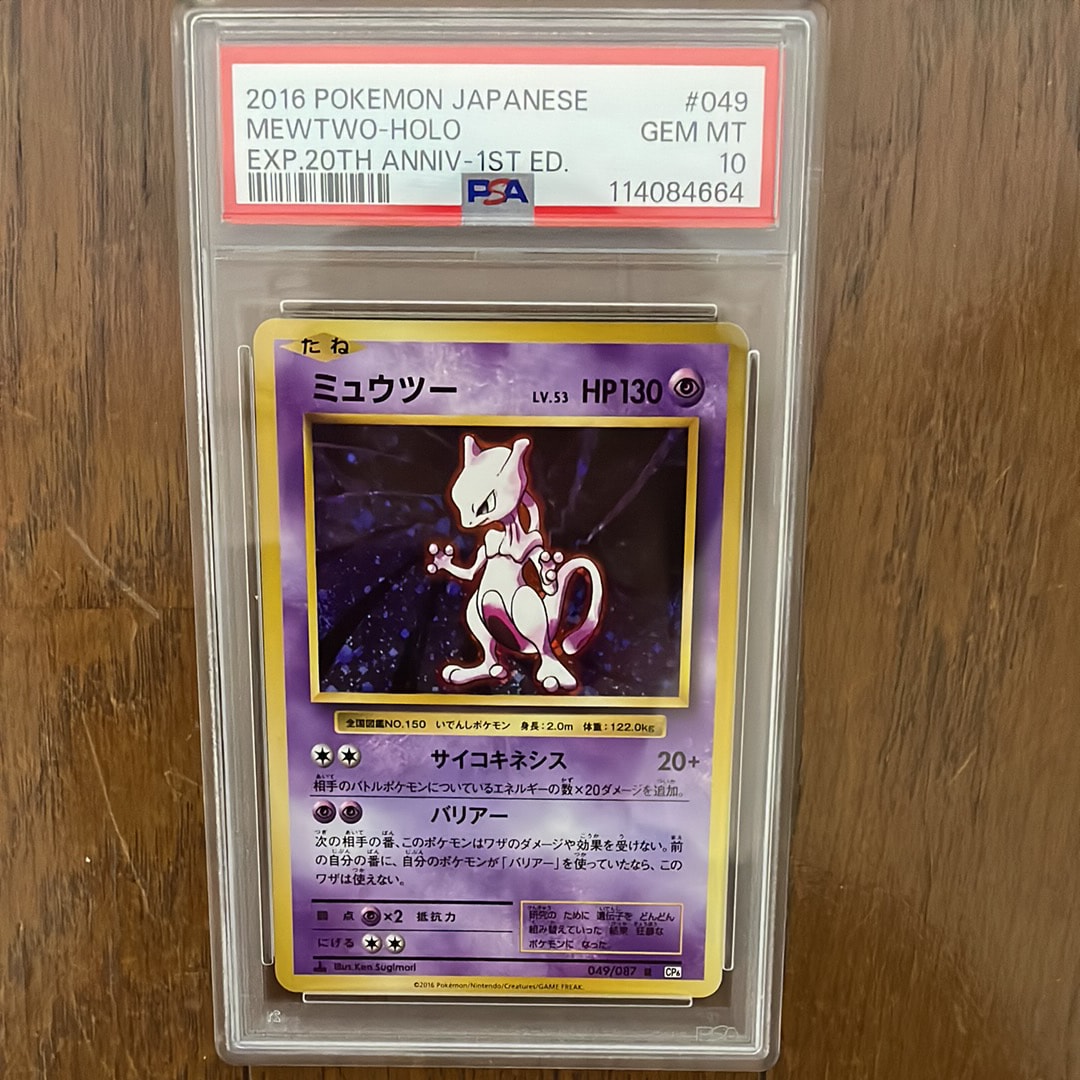 2016 POKEMON JAPANESE #049
MEWTWO-HOLO GEM MT
EXP.20TH ANNIV-1ST ED. 10
PSA 114084664
たね
ミュウツー LV.53 HP130
全国図鑑NO.150 いでんしポケモン 身長:2.0m 体重:122.0kg
サイコキネシス 20+
相手のバトルポケモンについているエネルギーの数×20ダメージを追加。
バリアー
次の相手の番、このポケモンはワザのダメージや効果を受けない。前
の自分の番に、自分のポケモンが「バリアー」を使っていたなら、この
ワザは使えない。
弱点 ×2 抵抗力
にげる
研究の ために 遺伝子を どんどん
組み替えていった 結果 狂暴な
ポケモンに なった。
Illus. Ken Sugimori 049/087 CP6
©2016 Pokémon/Nintendo/Creatures/GAME FREAK.
PSA